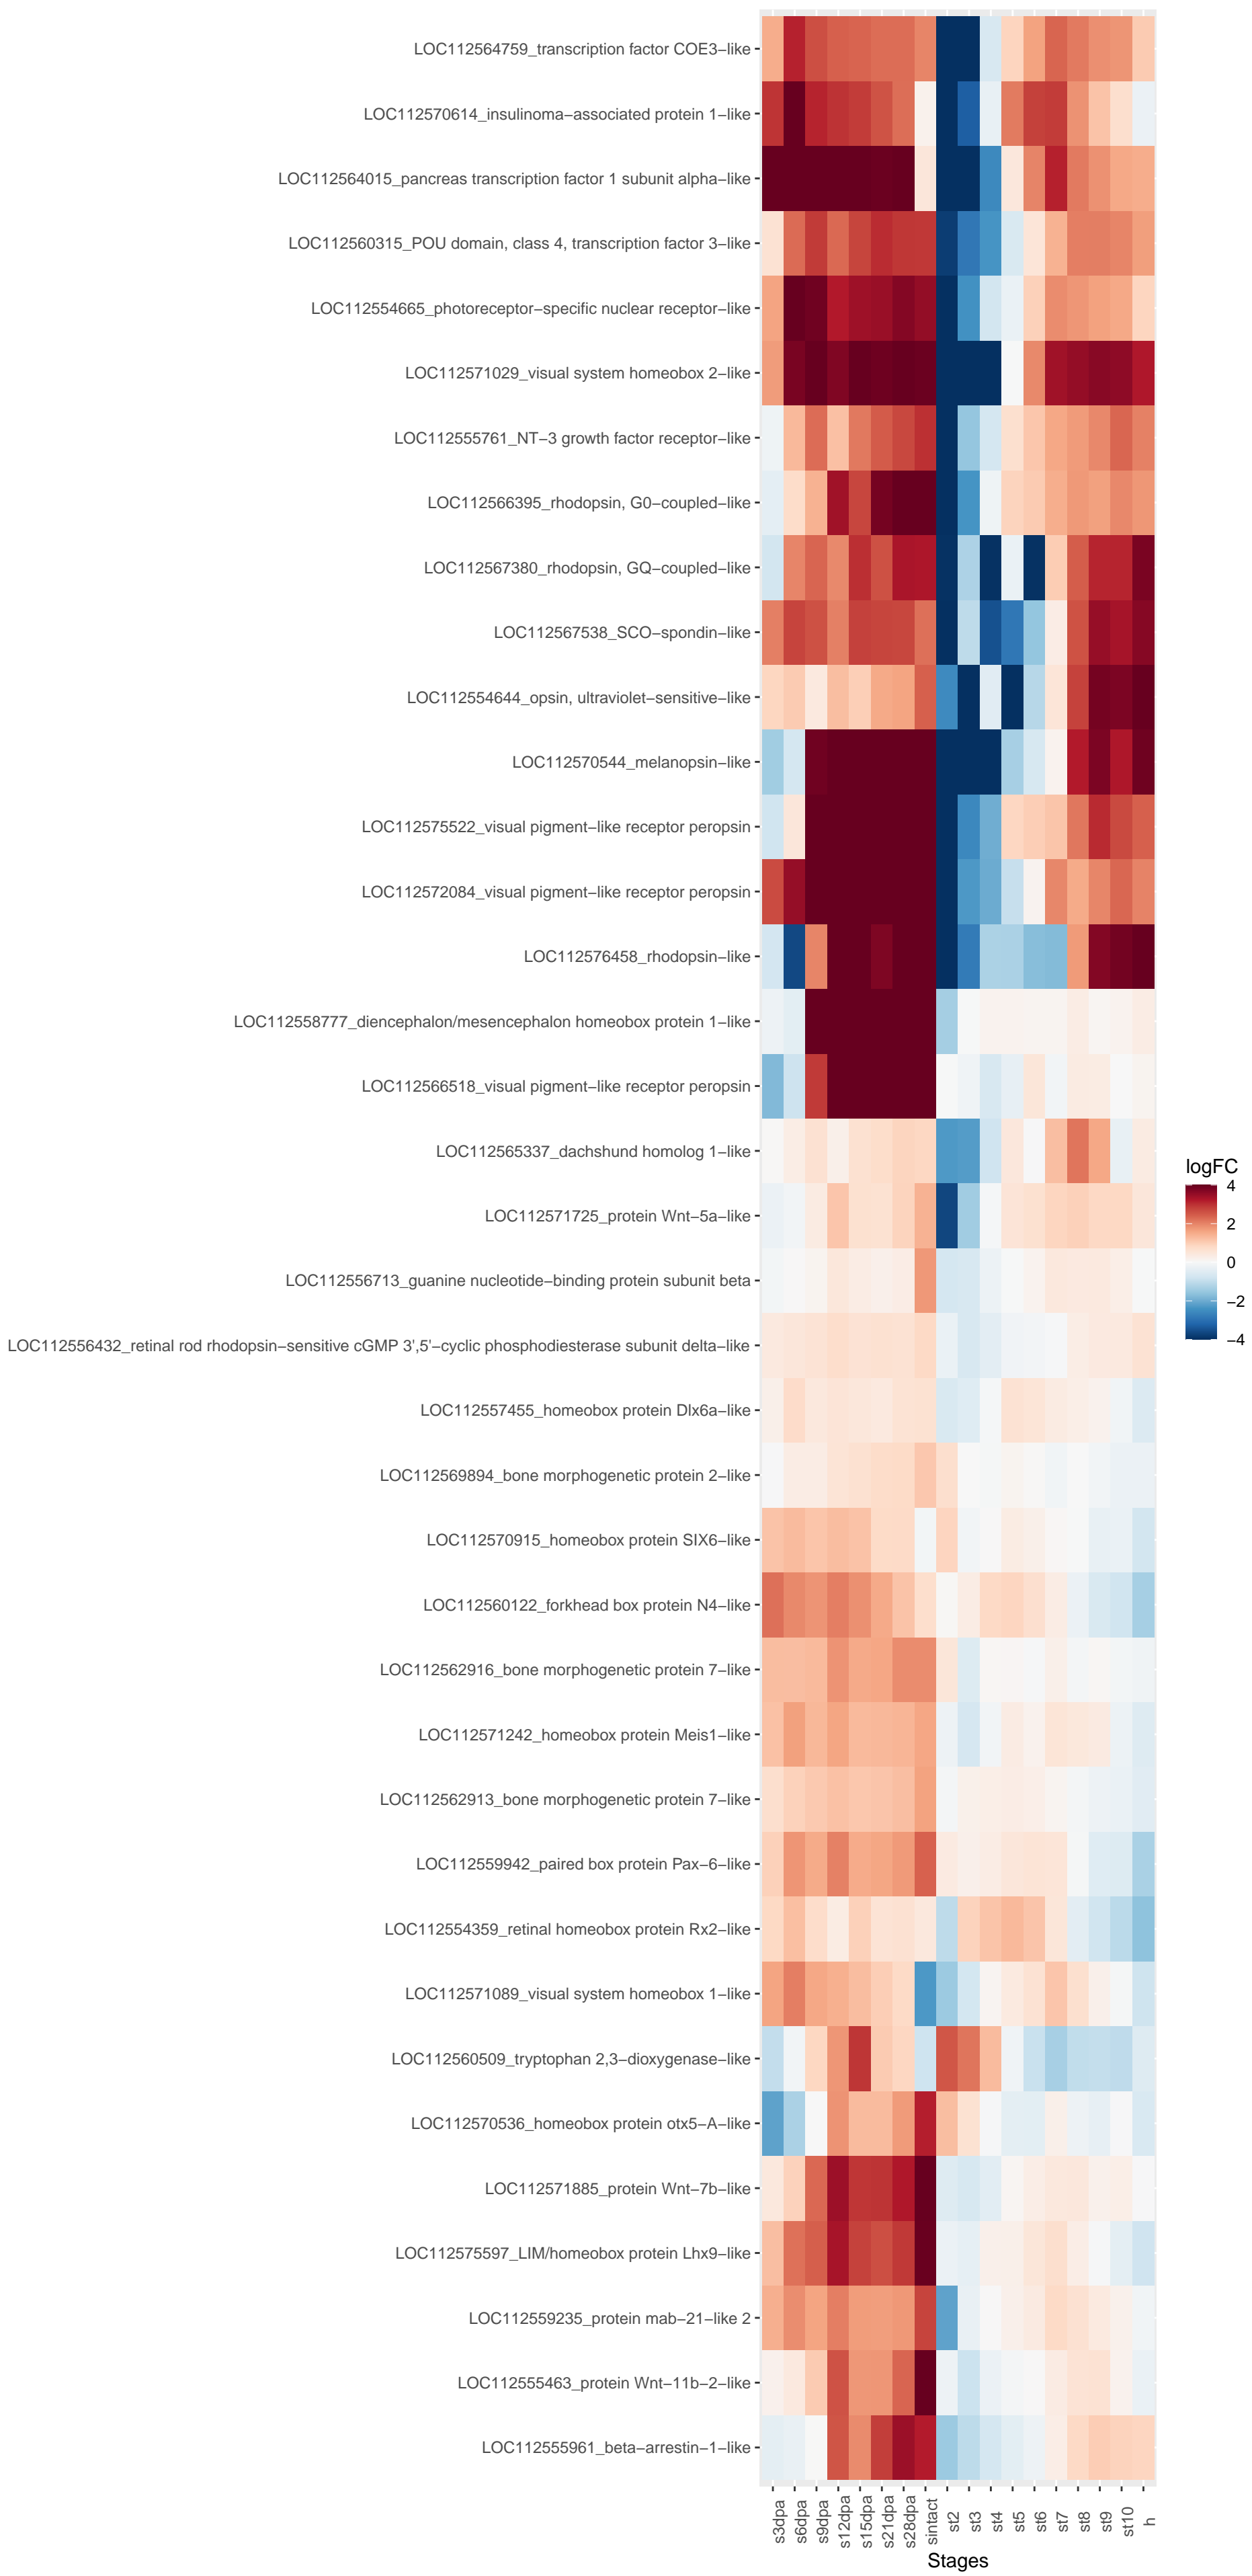 LOC112564759_transcription factor COE3−like
LOC112570614_insulinoma−associated protein 1−like
LOC112564015_pancreas transcription factor 1 subunit alpha−like
LOC112560315_POU domain, class 4, transcription factor 3−like
LOC112554665_photoreceptor−specific nuclear receptor−like
LOC112571029_visual system homeobox 2−like
LOC112555761_NT−3 growth factor receptor−like
LOC112566395_rhodopsin, G0−coupled−like
LOC112567380_rhodopsin, GQ−coupled−like
LOC112567538_SCO−spondin−like
LOC112554644_opsin, ultraviolet−sensitive−like
LOC112570544_melanopsin−like
LOC112575522_visual pigment−like receptor peropsin
LOC112572084_visual pigment−like receptor peropsin
LOC112576458_rhodopsin−like
LOC112558777_diencephalon/mesencephalon homeobox protein 1−like
LOC112566518_visual pigment−like receptor peropsin
LOC112565337_dachshund homolog 1−like
LOC112571725_protein Wnt−5a−like
LOC112556713_guanine nucleotide−binding protein subunit beta
LOC112556432_retinal rod rhodopsin−sensitive cGMP 3',5'−cyclic phosphodiesterase subunit delta−like
LOC112557455_homeobox protein Dlx6a−like
LOC112569894_bone morphogenetic protein 2−like
LOC112570915_homeobox protein SIX6−like
LOC112560122_forkhead box protein N4−like
LOC112562916_bone morphogenetic protein 7−like
LOC112571242_homeobox protein Meis1−like
LOC112562913_bone morphogenetic protein 7−like
LOC112559942_paired box protein Pax−6−like
LOC112554359_retinal homeobox protein Rx2−like
LOC112571089_visual system homeobox 1−like
LOC112560509_tryptophan 2,3−dioxygenase−like
LOC112570536_homeobox protein otx5−A−like
LOC112571885_protein Wnt−7b−like
LOC112575597_LIM/homeobox protein Lhx9−like
LOC112559235_protein mab−21−like 2
LOC112555463_protein Wnt−11b−2−like
LOC112555961_beta−arrestin−1−like
s3dpa
s6dpa
s9dpa
s12dpa
s15dpa
s21dpa
s28dpa
sintact
st2
st3
st4
st5
st6
st7
st8
st9
st10
h
Stages
logFC
4
2
0
−2
−4